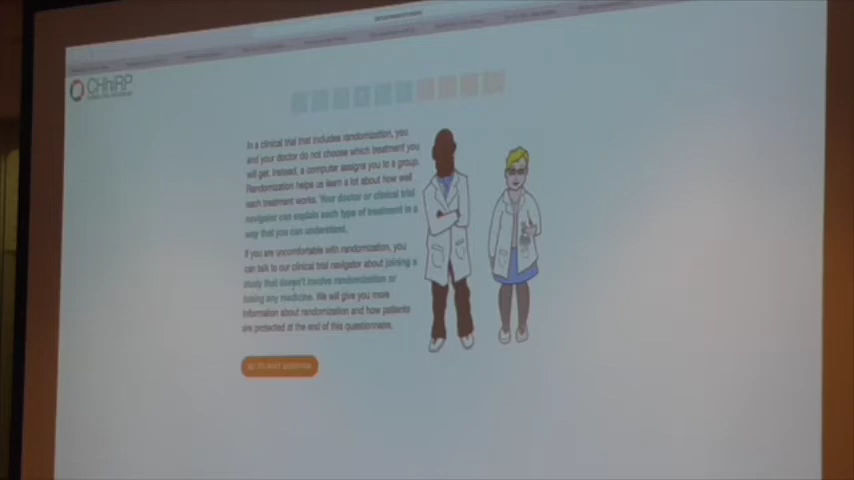 CHhiRP
In a clinical trial that includes randomization, you
and your doctor do not choose which treatment you
will get. Instead, a computer assigns you to a group.
Randomization helps us learn a lot about how well
each treatment works. Your doctor or clinical trial
navigator can explain each type of treatment in a
way that you can understand.
If you are uncomfortable with randomization, you
can talk to our clinical trial navigator about joining a
study that doesn't involve randomization or
taking any medicine. We will give you more
information about randomization and how patients
are protected at the end of this questionnaire.
GO TO NEXT QUESTION